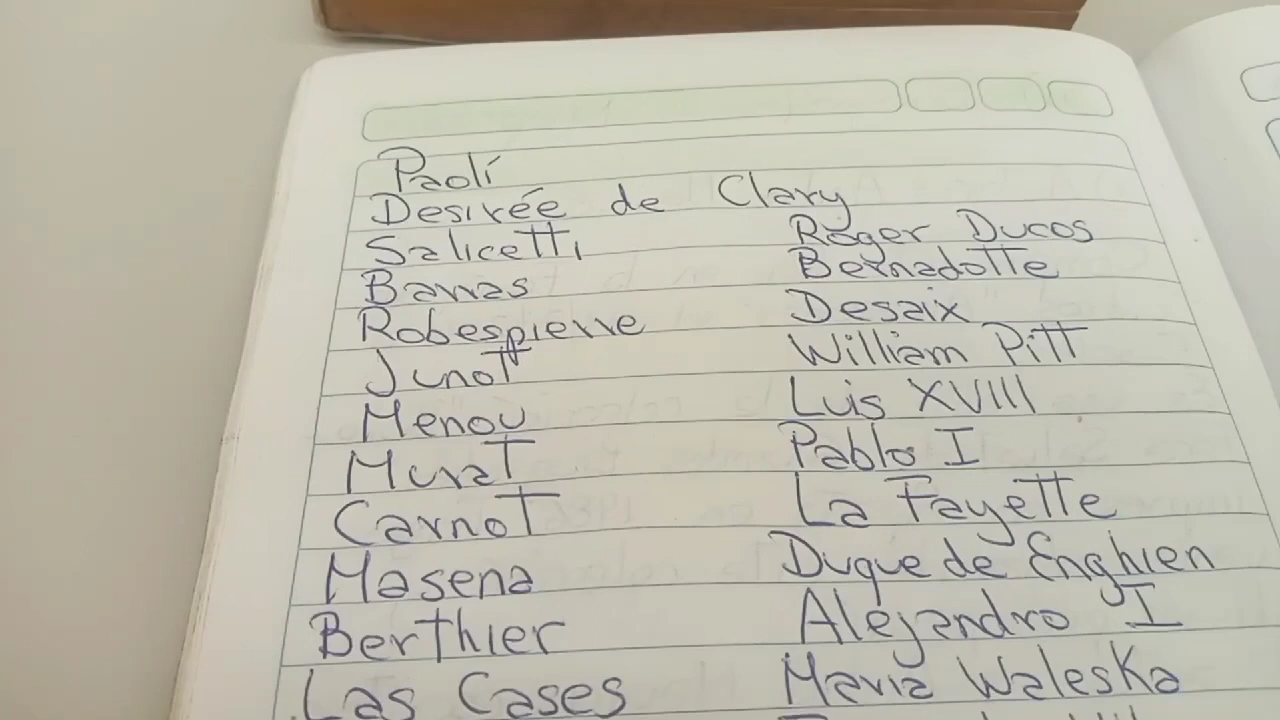 Paolí
Desirée de Clary
Salicetti
Barras
Robespierre
Junot
Menou
Murat
Carnot
Masena
Berthier
Las Cases
Roger Ducos
Bernadotte
Desaix
William Pitt
Luis XVIII
Pablo I
La Fayette
Duque de Enghien
Alejandro I
Maria Waleska